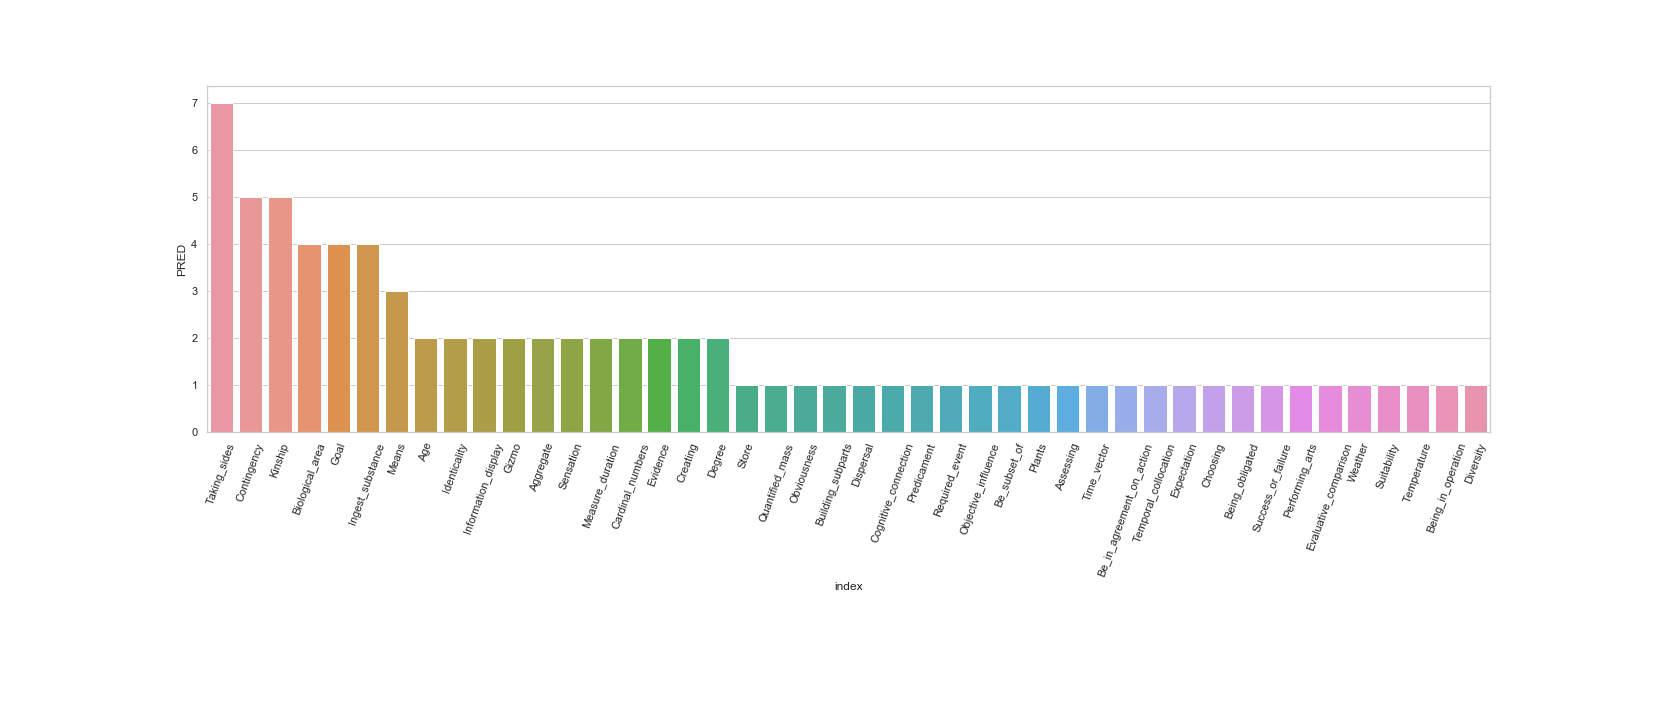 7
6
5
4
3
2
1
0
PRED
Taking_sides
Contingency
Kinship
Biological_area
Goal
Ingest_substance
Means
Age
Identicality
Information_display
Gizmo
Aggregate
Sensation
Measure_duration
Cardinal_numbers
Evidence
Creating
Degree
Store
Quantified_mass
Obviousness
Building_subparts
Dispersal
Cognitive_connection
Predicament
Required_event
Objective_influence
Be_subset_of
Plants
Assessing
Time_vector
Be_in_agreement_on_action
Temporal_collocation
Expectation
Choosing
Being_obligated
Success_or_failure
Performing_arts
Evaluative_comparison
Weather
Suitability
Temperature
Being_in_operation
Diversity
index